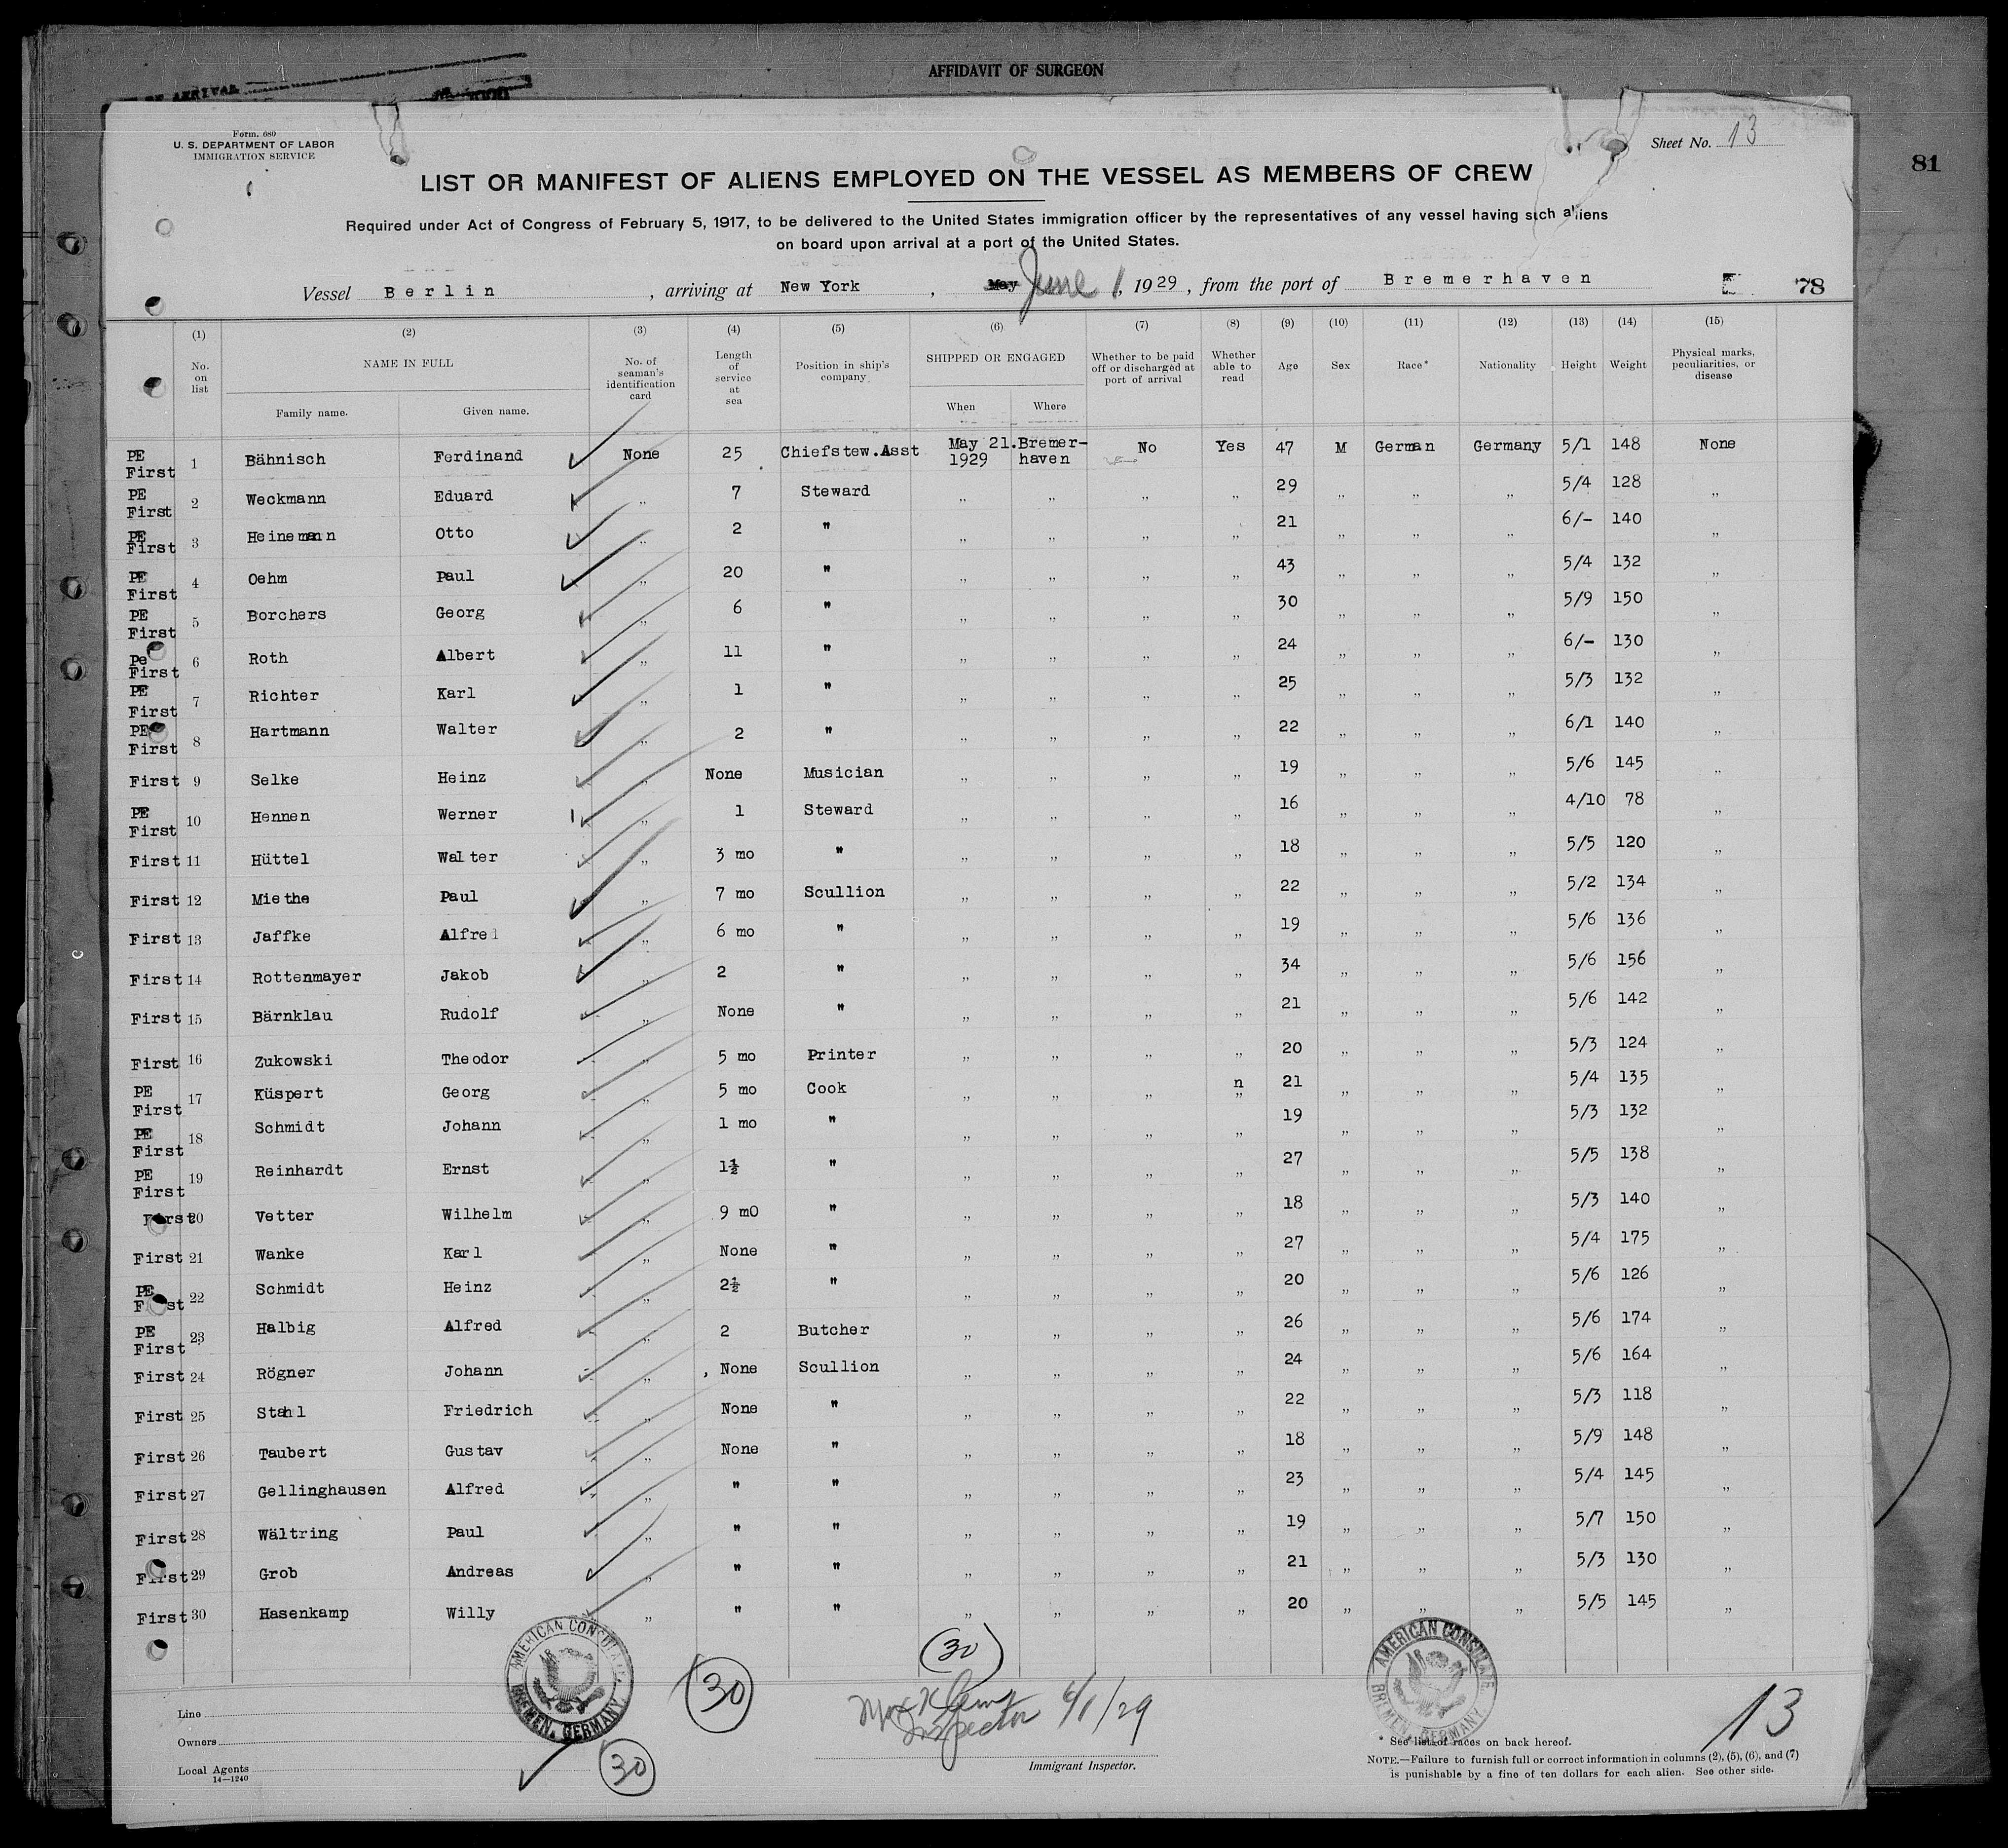 AFFIDAVIT OF SURGEON
OF ARRIVAL
Form. 680
U. S. DEPARTMENT OF LABOR
IMMIGRATION SERVICE
Sheet No. 13
81
LIST OR MANIFEST OF ALIENS EMPLOYED ON THE VESSEL AS MEMBERS OF CREW
Required under Act of Congress of February 5, 1917, to be delivered to the United States immigration officer by the representatives of any vessel having such aliens
on board upon arrival at a port of the United States.
Vessel Berlin, arriving at New York, May June 1, 1929, from the port of Bremerhaven
78
(1) (2) (3) (4) (5) (6) (7) (8) (9) (10) (11) (12) (13) (14) (15)
No. on list NAME IN FULL Family name. Given name. No. of seaman's identification card Length of service at sea Position in ship's company SHIPPED OR ENGAGED When Where Whether to be paid off or discharged at port of arrival Whether able to read Age Sex Race* Nationality Height Weight Physical marks, peculiarities, or disease
PE First 1 Bähnisch Ferdinand None 25 Chiefstew.Asst May 21. 1929 Bremer-haven No Yes 47 M German Germany 5/1 148 None
PE First 2 Weckmann Eduard „ 7 Steward „ „ „ „ 29 „ „ „ 5/4 128 „
PE First 3 Heinemann Otto „ 2 " „ „ „ „ 21 „ „ „ 6/- 140 „
PE First 4 Oehm Paul „ 20 " „ „ „ „ 43 „ „ „ 5/4 132 „
PE First 5 Borchers Georg „ 6 " „ „ „ „ 30 „ „ „ 5/9 150 „
Pe First 6 Roth Albert „ 11 " „ „ „ „ 24 „ „ „ 6/- 130 „
PE First 7 Richter Karl „ 1 " „ „ „ „ 25 „ „ „ 5/3 132 „
PE First 8 Hartmann Walter „ 2 " „ „ „ „ 22 „ „ „ 6/1 140 „
First 9 Selke Heinz „ None Musician „ „ „ „ 19 „ „ „ 5/6 145 „
PE First 10 Hennen Werner „ 1 Steward „ „ „ „ 16 „ „ „ 4/10 78 „
First 11 Hüttel Walter „ 3 mo " „ „ „ „ 18 „ „ „ 5/5 120 „
First 12 Miethe Paul „ 7 mo Scullion „ „ „ „ 22 „ „ „ 5/2 134 „
First 13 Jaffke Alfred „ 6 mo " „ „ „ „ 19 „ „ „ 5/6 136 „
First 14 Rottenmayer Jakob „ 2 " „ „ „ „ 34 „ „ „ 5/6 156 „
First 15 Bärnklau Rudolf „ None " „ „ „ „ 21 „ „ „ 5/6 142 „
First 16 Zukowski Theodor „ 5 mo Printer „ „ „ „ 20 „ „ „ 5/3 124 „
PE First 17 Küspert Georg „ 5 mo Cook „ „ „ n „ 21 „ „ „ 5/4 135 „
PE First 18 Schmidt Johann „ 1 mo " „ „ „ „ 19 „ „ „ 5/3 132 „
PE First 19 Reinhardt Ernst „ 1½ " „ „ „ „ 27 „ „ „ 5/5 138 „
First 20 Vetter Wilhelm „ 9 mO " „ „ „ „ 18 „ „ „ 5/3 140 „
First 21 Wanke Karl „ None " „ „ „ „ 27 „ „ „ 5/4 175 „
PE First 22 Schmidt Heinz „ 2½ " „ „ „ „ 20 „ „ „ 5/6 126 „
PE First 23 Halbig Alfred „ 2 Butcher „ „ „ „ 26 „ „ „ 5/6 174 „
First 24 Rögner Johann „ None Scullion „ „ „ „ 24 „ „ „ 5/6 164 „
First 25 Stahl Friedrich „ None " „ „ „ „ 22 „ „ „ 5/3 118 „
First 26 Taubert Gustav „ None " „ „ „ „ 18 „ „ „ 5/9 148 „
First 27 Gellinghausen Alfred „ " " „ „ „ „ 23 „ „ „ 5/4 145 „
First 28 Wältring Paul „ " " „ „ „ „ 19 „ „ „ 5/7 150 „
First 29 Grob Andreas „ " " „ „ „ „ 21 „ „ „ 5/3 130 „
First 30 Hasenkamp Willy „ " " „ „ „ „ 20 „ „ „ 5/5 145 „
AMERICAN CONSULATE, BREMEN, GERMANY.
30
30
30
Inspector 6/1/29
AMERICAN CONSULATE, BREMEN, GERMANY
13
Line
Owners
Local Agents
14—1240
Immigrant Inspector.
* See list of races on back hereof.
NOTE.—Failure to furnish full or correct information in columns (2), (5), (6), and (7)
is punishable by a fine of ten dollars for each alien. See other side.